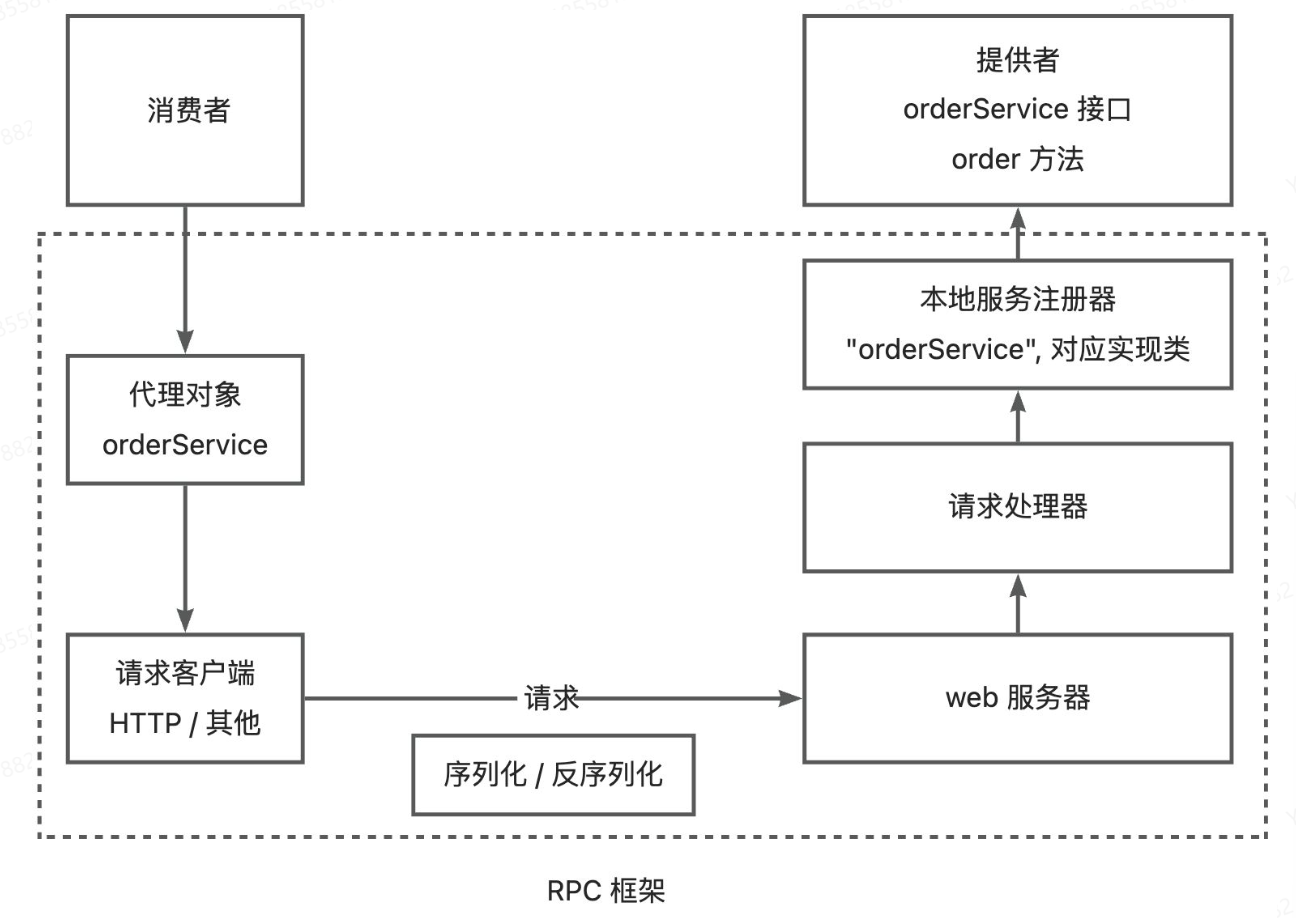 消费者
提供者
orderService 接口
order 方法
代理对象
orderService
本地服务注册器
"orderService", 对应实现类
请求处理器
请求客户端
HTTP / 其他
请求
序列化 / 反序列化
web 服务器
RPC 框架